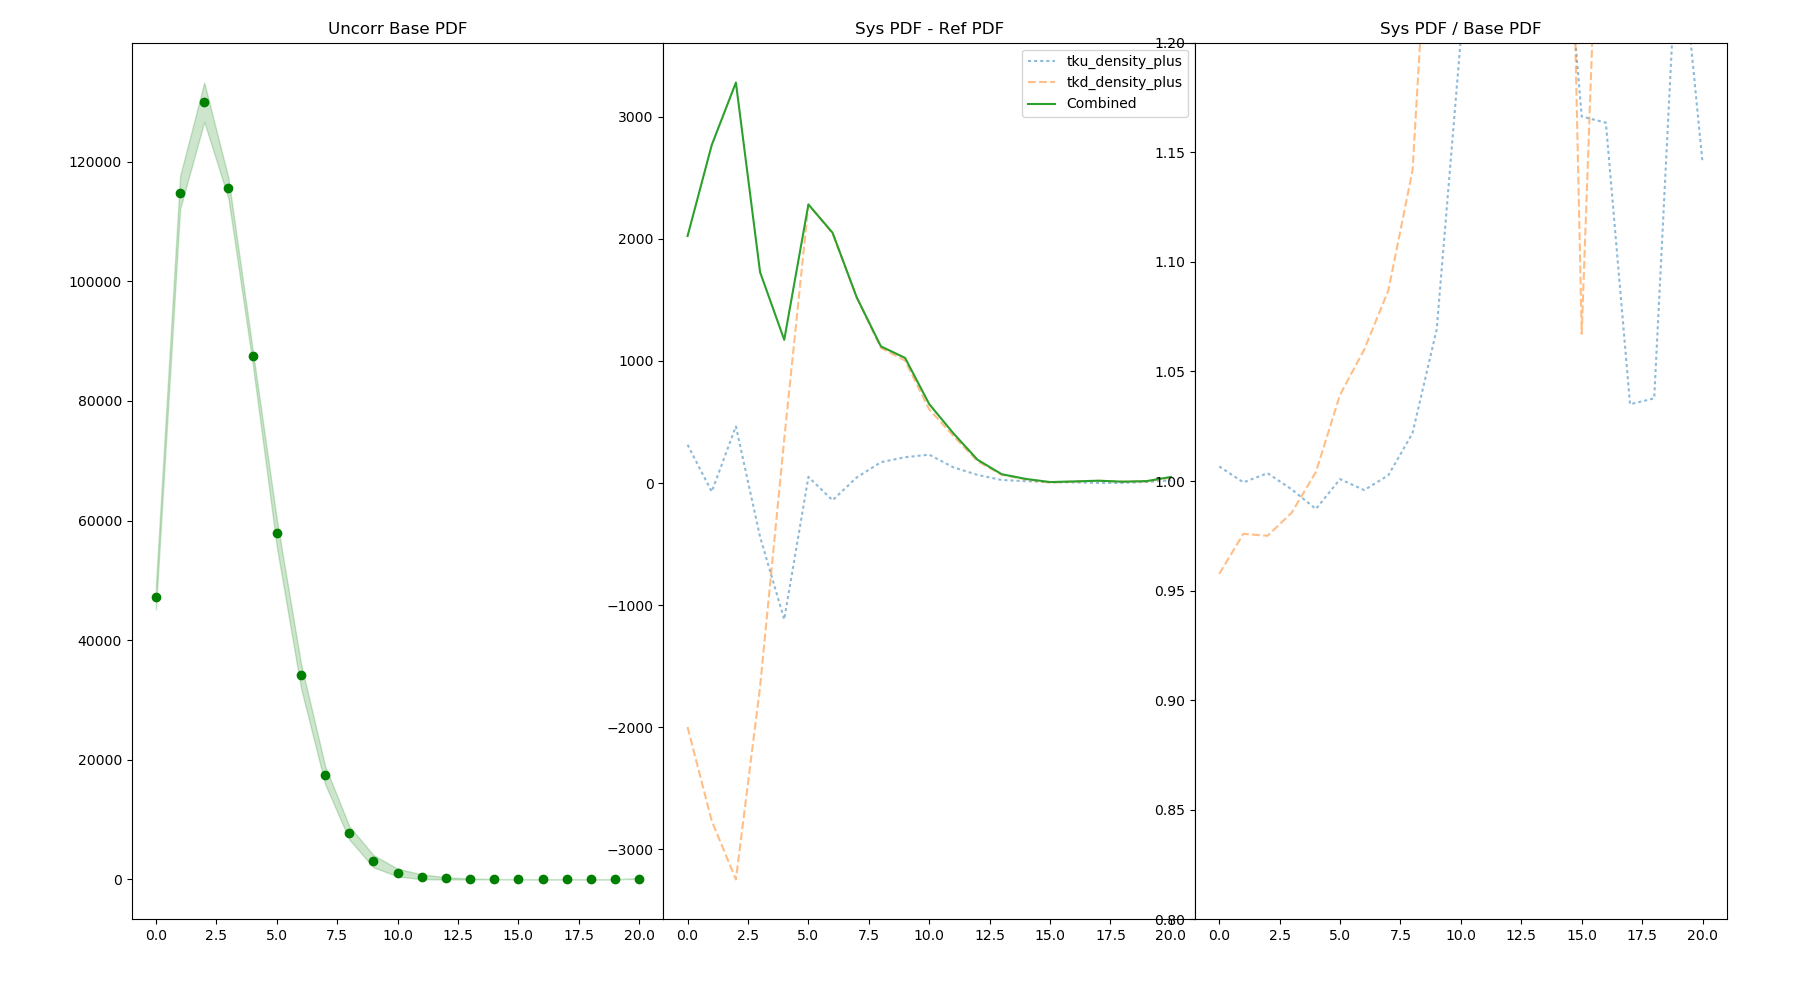 Uncorr Base PDF
120000
100000
80000
60000
40000
20000
0
0.0 2.5 5.0 7.5 10.0 12.5 15.0 17.5 20.0
Sys PDF - Ref PDF
tku_density_plus
tkd_density_plus
Combined
3000
2000
1000
0
−1000
−2000
−3000
0.0 2.5 5.0 7.5 10.0 12.5 15.0 17.5 20.0
Sys PDF / Base PDF
1.20
1.15
1.10
1.05
1.00
0.95
0.90
0.85
0.80
0.0 2.5 5.0 7.5 10.0 12.5 15.0 17.5 20.0